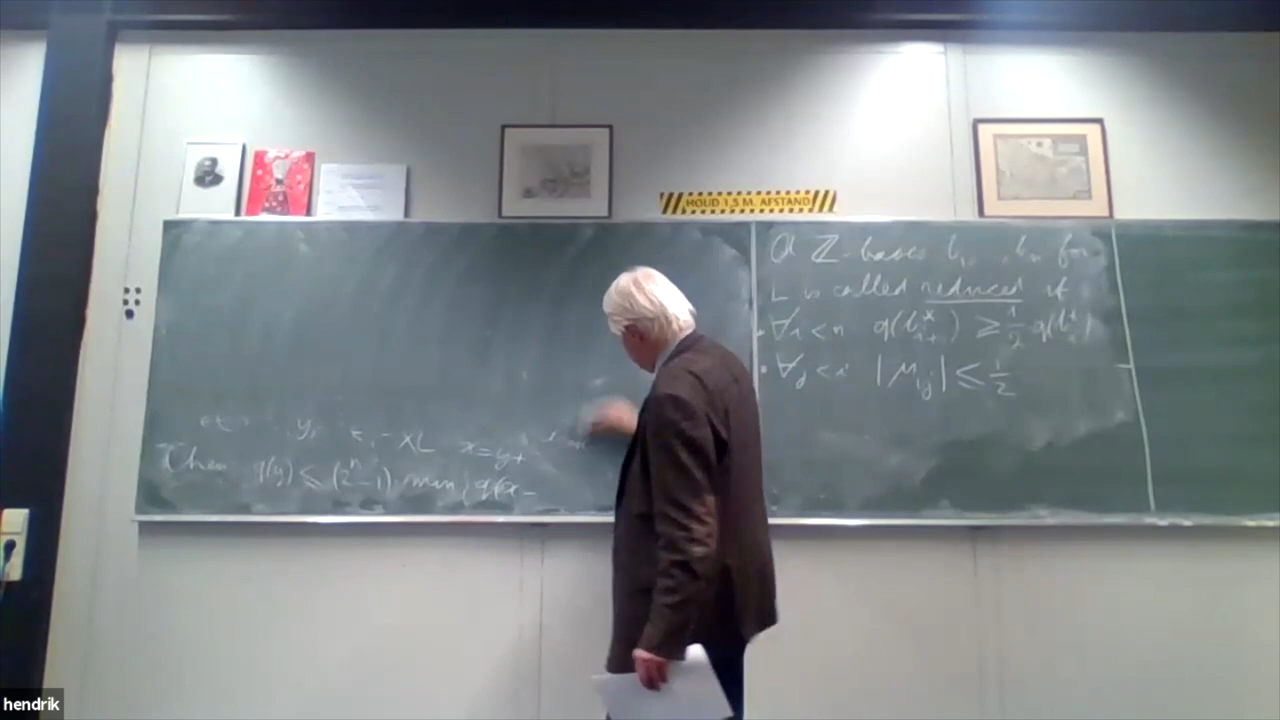 HOUD 1,5 M. AFSTAND
A ℤ-basis b₁, ..., bₙ for
L is called reduced if
• ∀i<n q(b*ᵢ₊₁) ≥ ½ q(b*ᵢ)
• ∀j<i |μᵢⱼ| ≤ ½
L x = y +
Then q(y) ≤ (2ⁿ-1) min { q(x -
hendrik